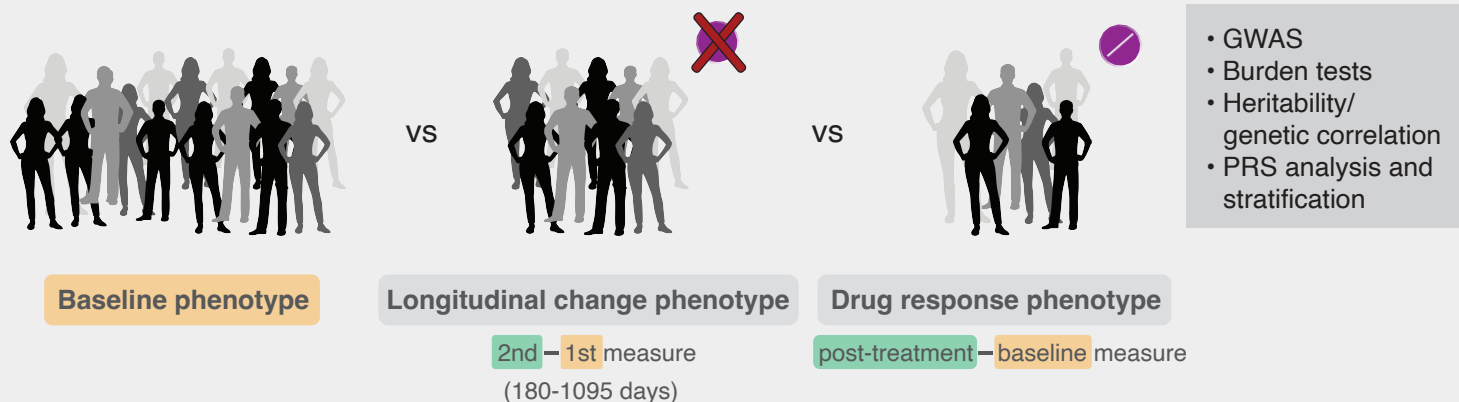 • GWAS
• Burden tests
• Heritability/
genetic correlation
• PRS analysis and
stratification
vs
vs
Baseline phenotype
Longitudinal change phenotype
Drug response phenotype
2nd – 1st measure
(180-1095 days)
post-treatment – baseline measure